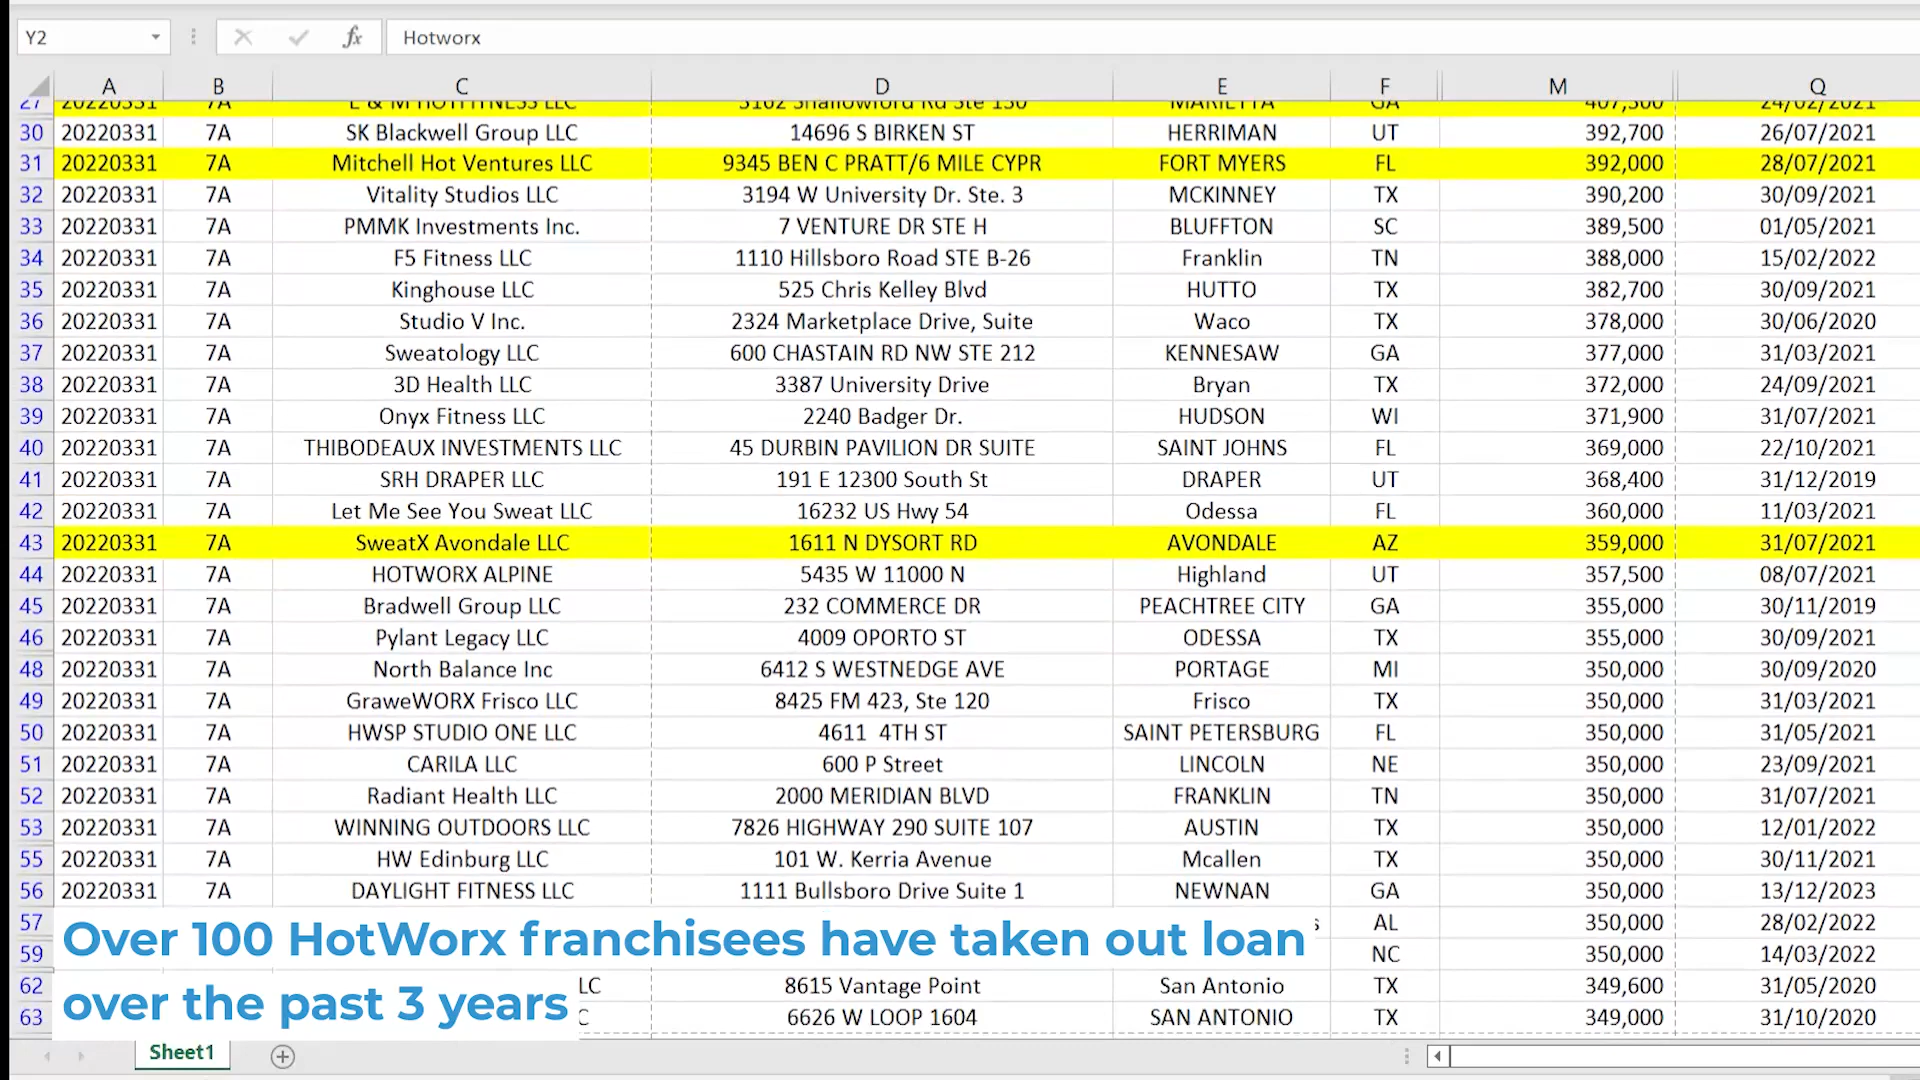 Y2 fx Hotworx
A B C D E F M Q
27 20220331 7A E & M HOTFITNESS LLC 3162 Shallowford Rd Ste 130 MARIETTA GA 407,500 24/02/2021
30 20220331 7A SK Blackwell Group LLC 14696 S BIRKEN ST HERRIMAN UT 392,700 26/07/2021
31 20220331 7A Mitchell Hot Ventures LLC 9345 BEN C PRATT/6 MILE CYPR FORT MYERS FL 392,000 28/07/2021
32 20220331 7A Vitality Studios LLC 3194 W University Dr. Ste. 3 MCKINNEY TX 390,200 30/09/2021
33 20220331 7A PMMK Investments Inc. 7 VENTURE DR STE H BLUFFTON SC 389,500 01/05/2021
34 20220331 7A F5 Fitness LLC 1110 Hillsboro Road STE B-26 Franklin TN 388,000 15/02/2022
35 20220331 7A Kinghouse LLC 525 Chris Kelley Blvd HUTTO TX 382,700 30/09/2021
36 20220331 7A Studio V Inc. 2324 Marketplace Drive, Suite Waco TX 378,000 30/06/2020
37 20220331 7A Sweatology LLC 600 CHASTAIN RD NW STE 212 KENNESAW GA 377,000 31/03/2021
38 20220331 7A 3D Health LLC 3387 University Drive Bryan TX 372,000 24/09/2021
39 20220331 7A Onyx Fitness LLC 2240 Badger Dr. HUDSON WI 371,900 31/07/2021
40 20220331 7A THIBODEAUX INVESTMENTS LLC 45 DURBIN PAVILION DR SUITE SAINT JOHNS FL 369,000 22/10/2021
41 20220331 7A SRH DRAPER LLC 191 E 12300 South St DRAPER UT 368,400 31/12/2019
42 20220331 7A Let Me See You Sweat LLC 16232 US Hwy 54 Odessa FL 360,000 11/03/2021
43 20220331 7A SweatX Avondale LLC 1611 N DYSORT RD AVONDALE AZ 359,000 31/07/2021
44 20220331 7A HOTWORX ALPINE 5435 W 11000 N Highland UT 357,500 08/07/2021
45 20220331 7A Bradwell Group LLC 232 COMMERCE DR PEACHTREE CITY GA 355,000 30/11/2019
46 20220331 7A Pylant Legacy LLC 4009 OPORTO ST ODESSA TX 355,000 30/09/2021
48 20220331 7A North Balance Inc 6412 S WESTNEDGE AVE PORTAGE MI 350,000 30/09/2020
49 20220331 7A GraweWORX Frisco LLC 8425 FM 423, Ste 120 Frisco TX 350,000 31/03/2021
50 20220331 7A HWSP STUDIO ONE LLC 4611 4TH ST SAINT PETERSBURG FL 350,000 31/05/2021
51 20220331 7A CARILA LLC 600 P Street LINCOLN NE 350,000 23/09/2021
52 20220331 7A Radiant Health LLC 2000 MERIDIAN BLVD FRANKLIN TN 350,000 31/07/2021
53 20220331 7A WINNING OUTDOORS LLC 7826 HIGHWAY 290 SUITE 107 AUSTIN TX 350,000 12/01/2022
55 20220331 7A HW Edinburg LLC 101 W. Kerria Avenue Mcallen TX 350,000 30/11/2021
56 20220331 7A DAYLIGHT FITNESS LLC 1111 Bullsboro Drive Suite 1 NEWNAN GA 350,000 13/12/2023
57 AL 350,000 28/02/2022
59 NC 350,000 14/03/2022
62 LC 8615 Vantage Point San Antonio TX 349,600 31/05/2020
63 C 6626 W LOOP 1604 SAN ANTONIO TX 349,000 31/10/2020
Over 100 HotWorx franchisees have taken out loan
over the past 3 years
Sheet1